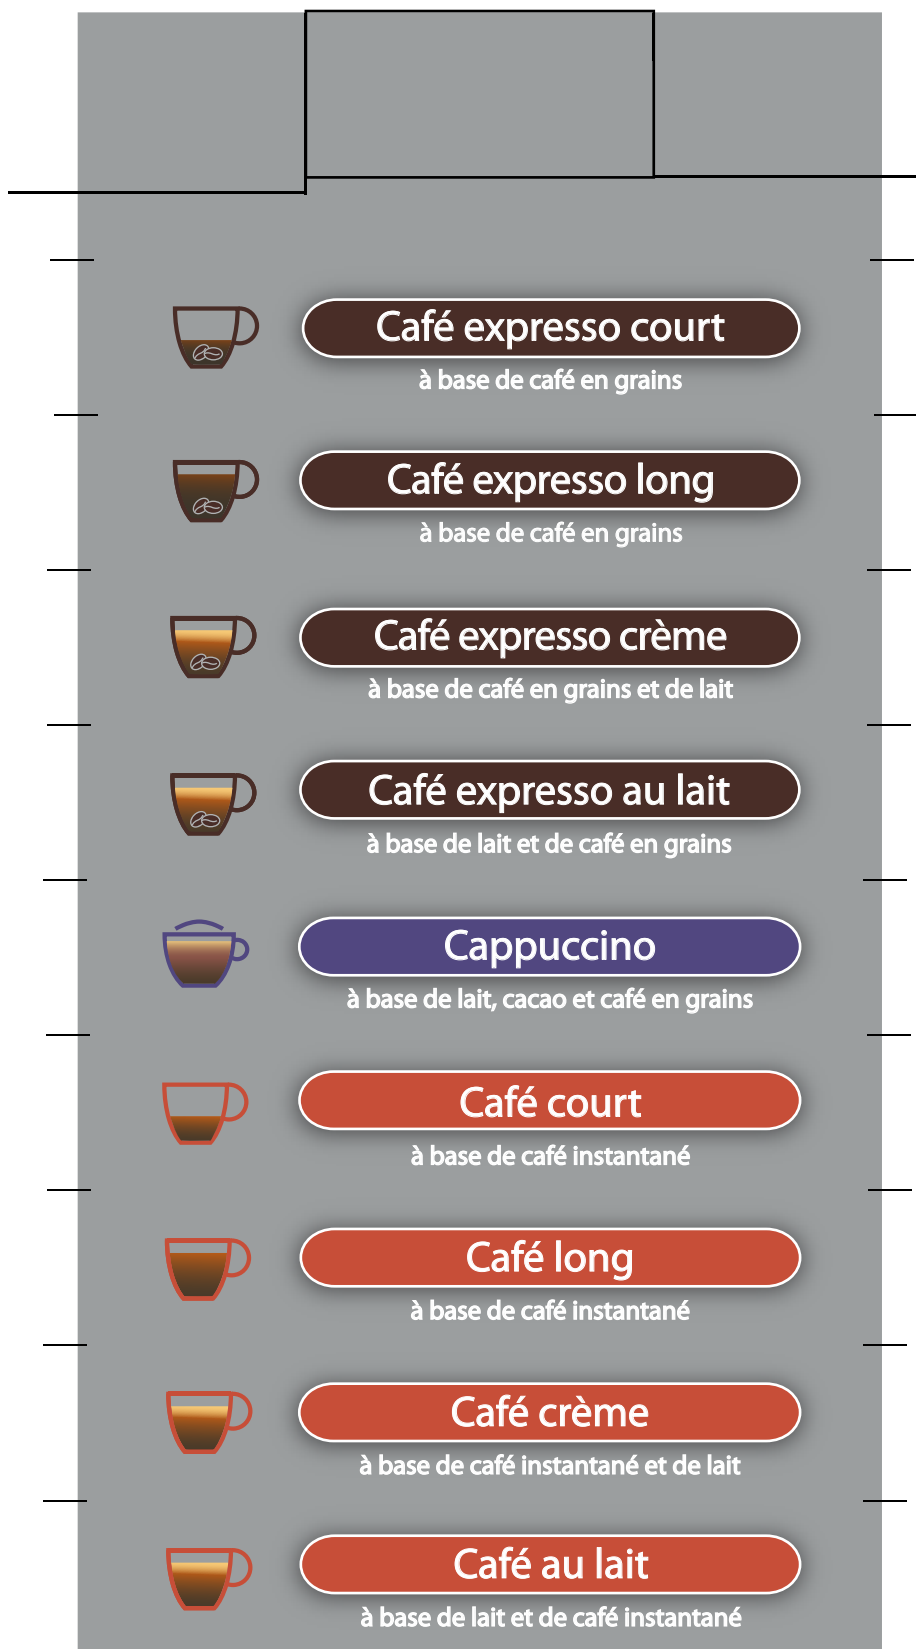 Café expresso court
à base de café en grains
Café expresso long
à base de café en grains
Café expresso crème
à base de café en grains et de lait
Café expresso au lait
à base de lait et de café en grains
Cappuccino
à base de lait, cacao et café en grains
Café court
à base de café instantané
Café long
à base de café instantané
Café crème
à base de café instantané et de lait
Café au lait
à base de lait et de café instantané